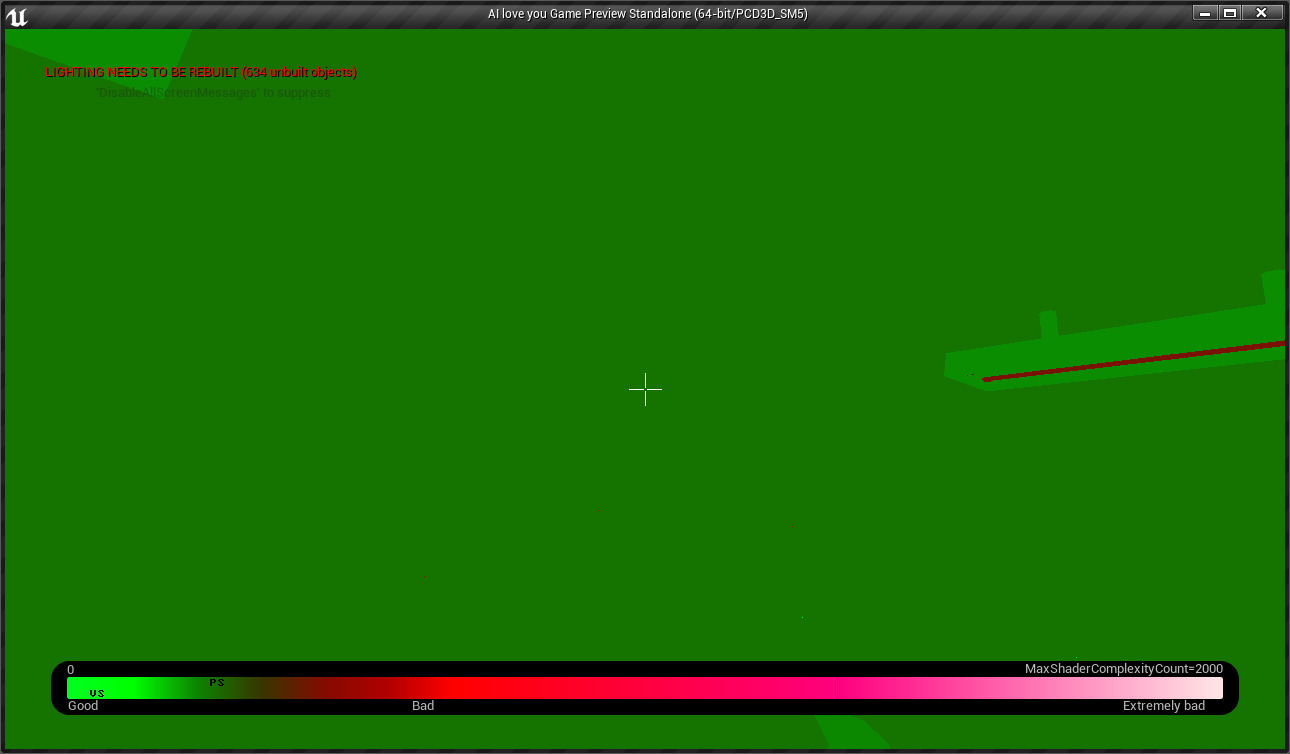 AI love you Game Preview Standalone (64-bit/PCD3D_SM5)
LIGHTING NEEDS TO BE REBUILT (634 unbuilt objects)
'DisableAllScreenMessages' to suppress
0 MaxShaderComplexityCount=2000
PS
VS
Good Bad Extremely bad